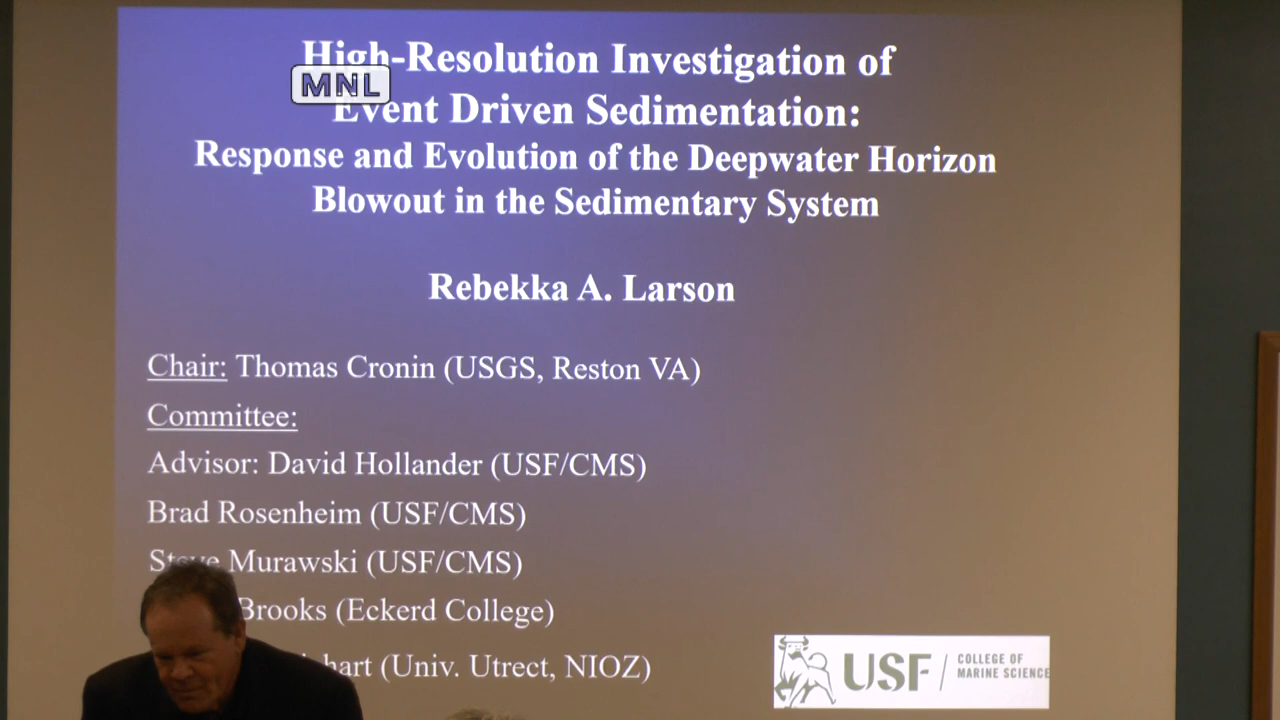 High-Resolution Investigation of
MNL
Event Driven Sedimentation:
Response and Evolution of the Deepwater Horizon
Blowout in the Sedimentary System
Rebekka A. Larson
Chair: Thomas Cronin (USGS, Reston VA)
Committee:
Advisor: David Hollander (USF/CMS)
Brad Rosenheim (USF/CMS)
Steve Murawski (USF/CMS)
Brooks (Eckerd College)
(Univ. Utrect, NIOZ)
USF
COLLEGE OF
MARINE SCIENCE